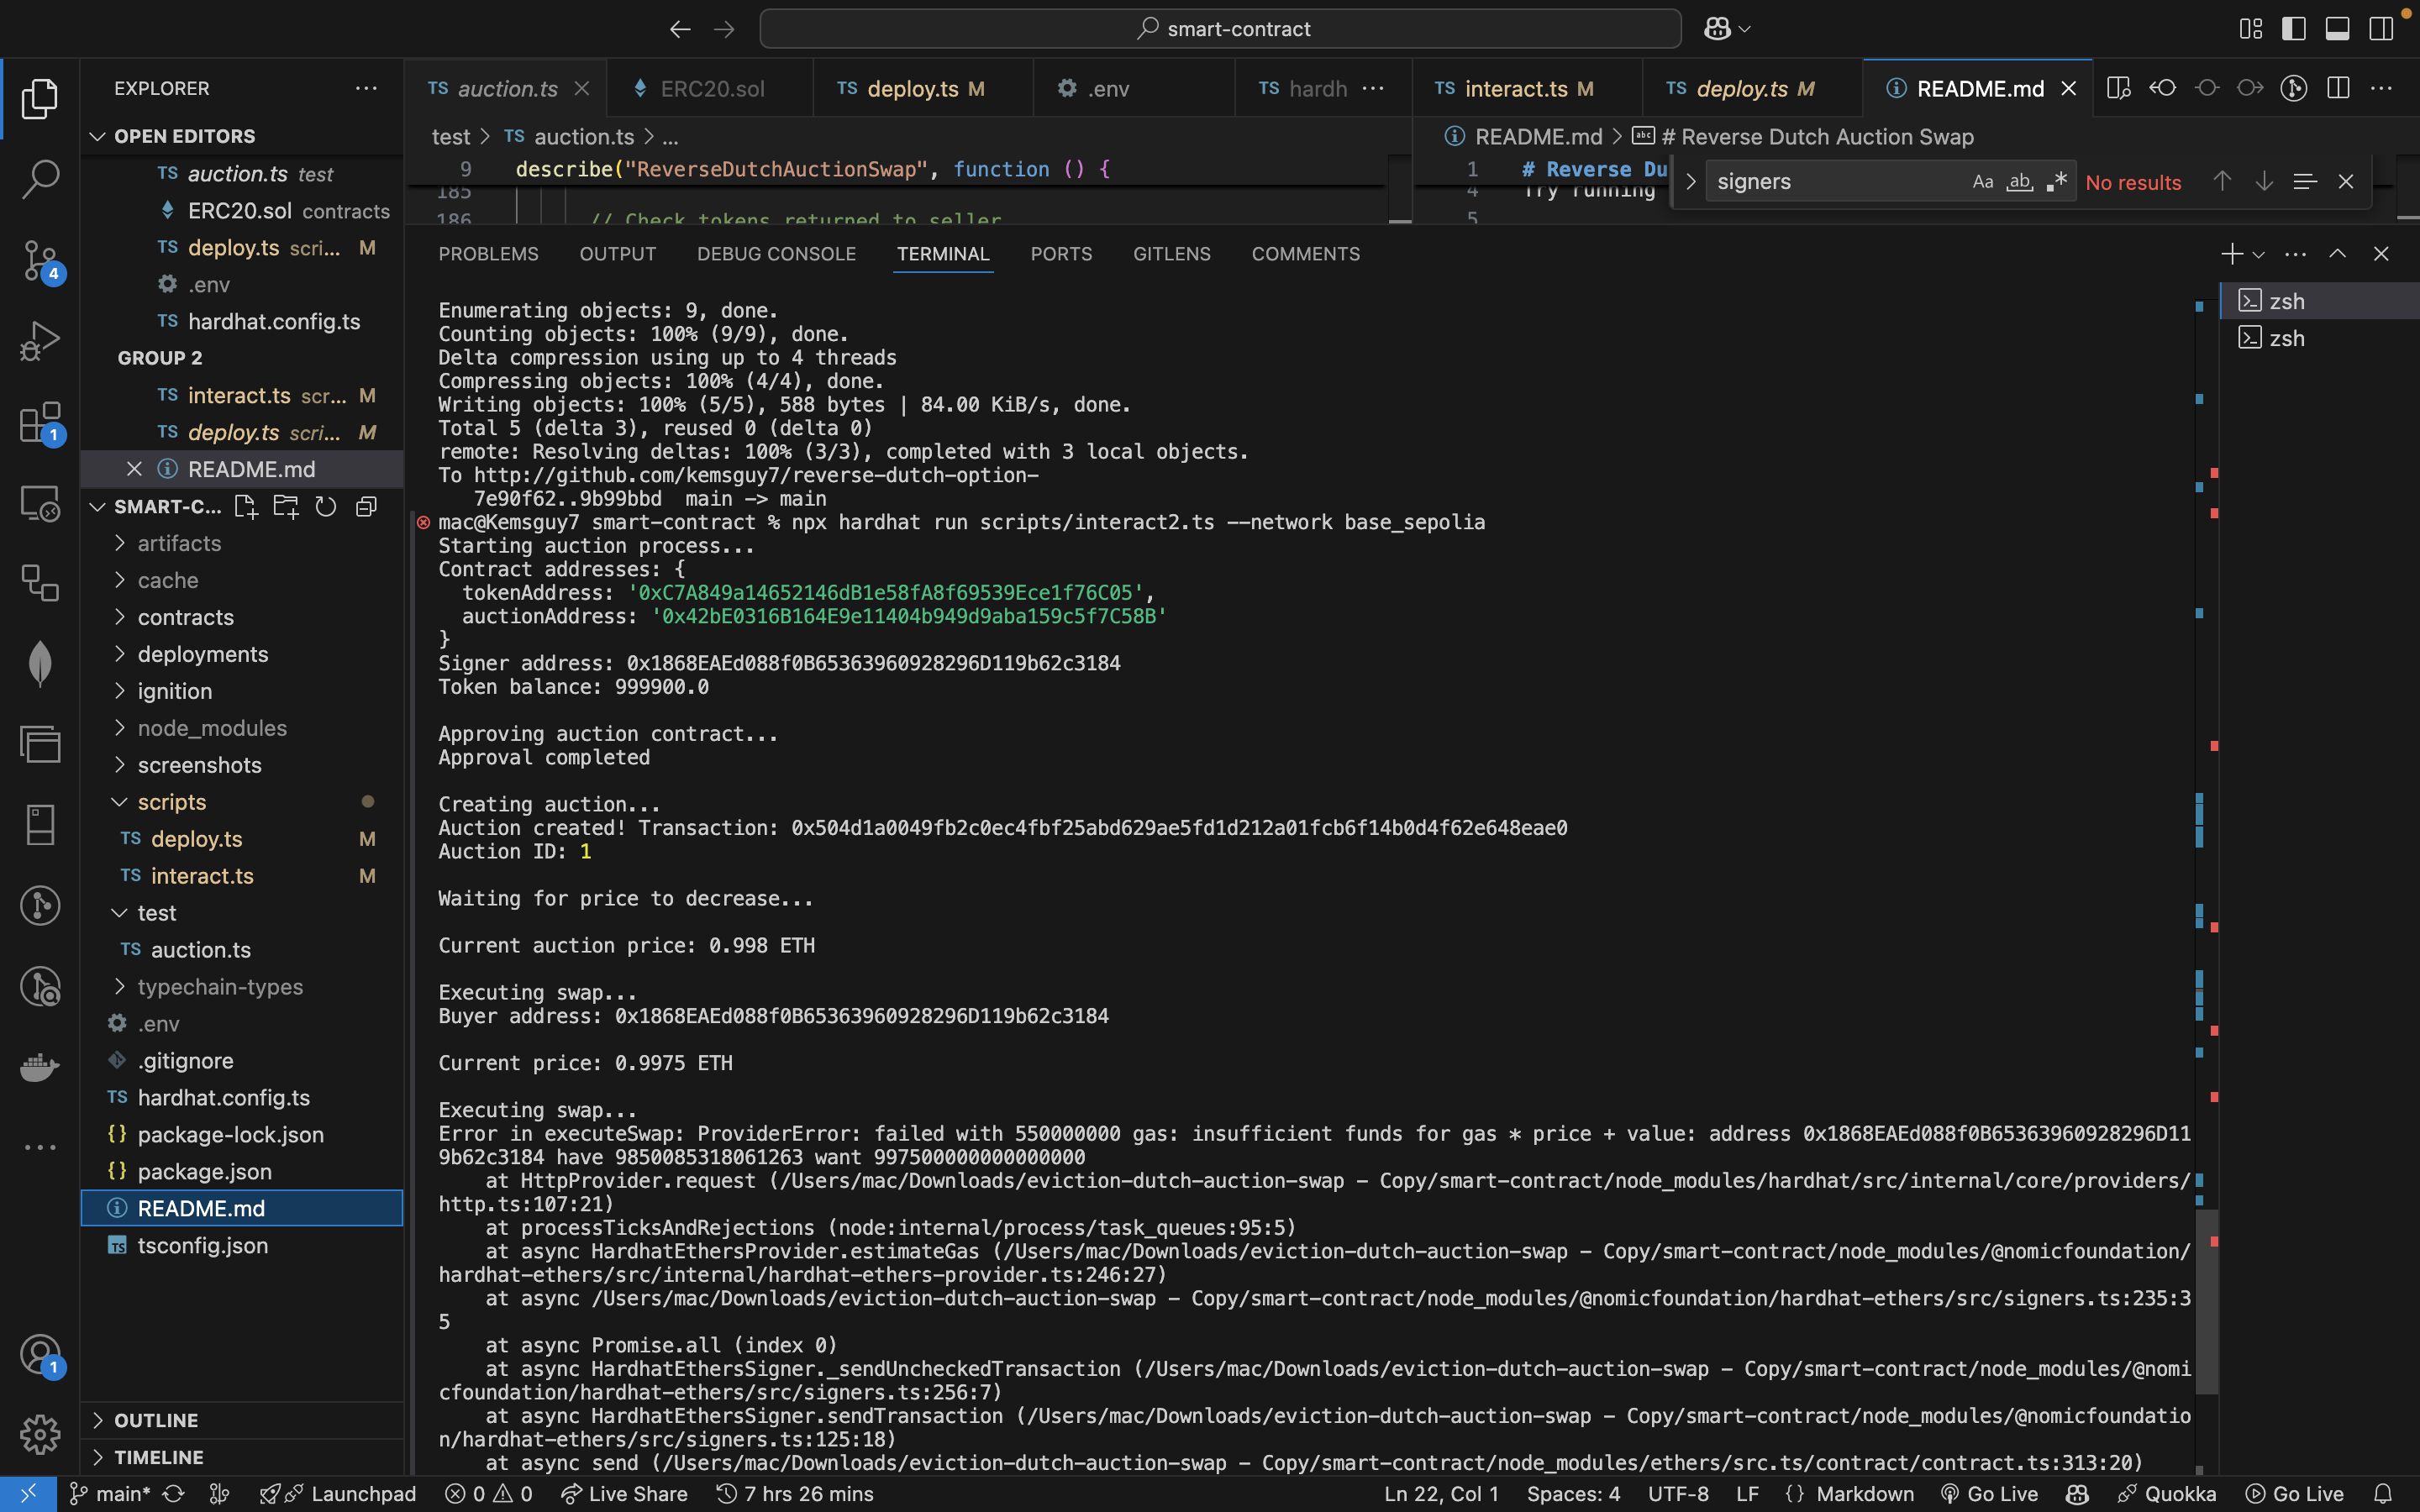 smart-contract
EXPLORER
OPEN EDITORS
TS auction.ts test
ERC20.sol contracts
TS deploy.ts scri... M
.env
TS hardhat.config.ts
GROUP 2
TS interact.ts scr... M
TS deploy.ts scri... M
README.md
SMART-C...
artifacts
cache
contracts
deployments
ignition
node_modules
screenshots
scripts
TS deploy.ts M
TS interact.ts M
test
TS auction.ts
typechain-types
.env
.gitignore
TS hardhat.config.ts
{} package-lock.json
{} package.json
README.md
TS tsconfig.json
OUTLINE
TIMELINE
4
1
1
TS auction.ts
ERC20.sol
TS deploy.ts M
.env
TS hardh ...
TS interact.ts M
TS deploy.ts M
README.md
test > TS auction.ts > ...
9 describe("ReverseDutchAuctionSwap", function () {
185
186 // Check tokens returned to seller
README.md > abc # Reverse Dutch Auction Swap
1 # Reverse Du
4 Try running
5
signers Aa ab .* No results
PROBLEMS OUTPUT DEBUG CONSOLE TERMINAL PORTS GITLENS COMMENTS
zsh
zsh
Enumerating objects: 9, done.
Counting objects: 100% (9/9), done.
Delta compression using up to 4 threads
Compressing objects: 100% (4/4), done.
Writing objects: 100% (5/5), 588 bytes | 84.00 KiB/s, done.
Total 5 (delta 3), reused 0 (delta 0)
remote: Resolving deltas: 100% (3/3), completed with 3 local objects.
To http://github.com/kemsguy7/reverse-dutch-option-
7e90f62..9b99bbd main -> main
mac@Kemsguy7 smart-contract % npx hardhat run scripts/interact2.ts --network base_sepolia
Starting auction process...
Contract addresses: {
tokenAddress: '0xC7A849a14652146dB1e58fA8f69539Ece1f76C05',
auctionAddress: '0x42bE0316B164E9e11404b949d9aba159c5f7C58B'
}
Signer address: 0x1868EAEd088f0B65363960928296D119b62c3184
Token balance: 999900.0
Approving auction contract...
Approval completed
Creating auction...
Auction created! Transaction: 0x504d1a0049fb2c0ec4fbf25abd629ae5fd1d212a01fcb6f14b0d4f62e648eae0
Auction ID: 1
Waiting for price to decrease...
Current auction price: 0.998 ETH
Executing swap...
Buyer address: 0x1868EAEd088f0B65363960928296D119b62c3184
Current price: 0.9975 ETH
Executing swap...
Error in executeSwap: ProviderError: failed with 550000000 gas: insufficient funds for gas * price + value: address 0x1868EAEd088f0B65363960928296D11
9b62c3184 have 9850085318061263 want 997500000000000000
at HttpProvider.request (/Users/mac/Downloads/eviction-dutch-auction-swap – Copy/smart-contract/node_modules/hardhat/src/internal/core/providers/
http.ts:107:21)
at processTicksAndRejections (node:internal/process/task_queues:95:5)
at async HardhatEthersProvider.estimateGas (/Users/mac/Downloads/eviction-dutch-auction-swap – Copy/smart-contract/node_modules/@nomicfoundation/
hardhat-ethers/src/internal/hardhat-ethers-provider.ts:246:27)
at async /Users/mac/Downloads/eviction-dutch-auction-swap – Copy/smart-contract/node_modules/@nomicfoundation/hardhat-ethers/src/signers.ts:235:3
5
at async Promise.all (index 0)
at async HardhatEthersSigner._sendUncheckedTransaction (/Users/mac/Downloads/eviction-dutch-auction-swap – Copy/smart-contract/node_modules/@nomi
cfoundation/hardhat-ethers/src/signers.ts:256:7)
at async HardhatEthersSigner.sendTransaction (/Users/mac/Downloads/eviction-dutch-auction-swap – Copy/smart-contract/node_modules/@nomicfoundatio
n/hardhat-ethers/src/signers.ts:125:18)
at async send (/Users/mac/Downloads/eviction-dutch-auction-swap – Copy/smart-contract/node_modules/ethers/src.ts/contract/contract.ts:313:20)
main* Launchpad 0 0 Live Share 7 hrs 26 mins Ln 22, Col 1 Spaces: 4 UTF-8 LF {} Markdown Go Live Quokka Go Live